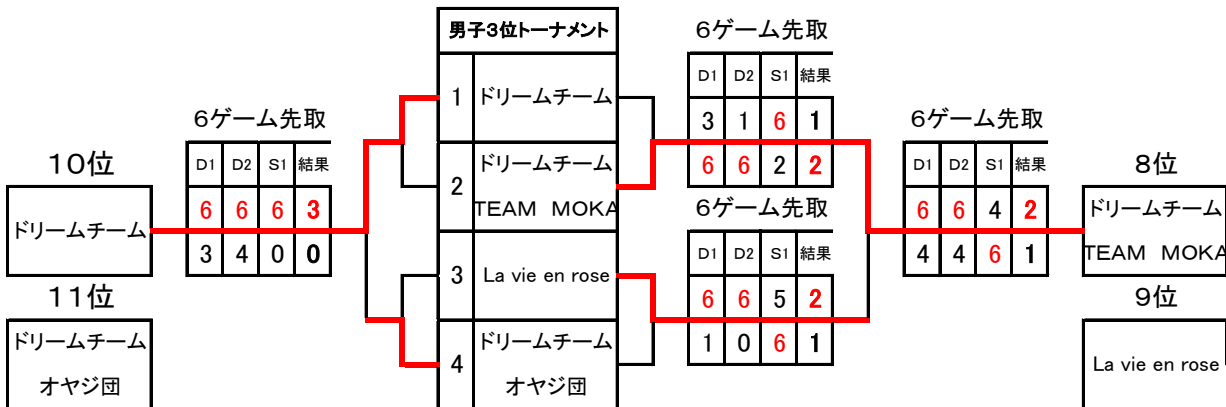 男子3位トーナメント
1 ドリームチーム
2 ドリームチーム
TEAM MOKA
3 La vie en rose
4 ドリームチーム
オヤジ団
6ゲーム先取
D1 D2 S1 結果
6 6 6 3
3 4 0 0
10位
ドリームチーム
11位
ドリームチーム
オヤジ団
6ゲーム先取
D1 D2 S1 結果
3 1 6 1
6 6 2 2
6ゲーム先取
D1 D2 S1 結果
6 6 5 2
1 0 6 1
6ゲーム先取
D1 D2 S1 結果
6 6 4 2
4 4 6 1
8位
ドリームチーム
TEAM MOKA
9位
La vie en rose